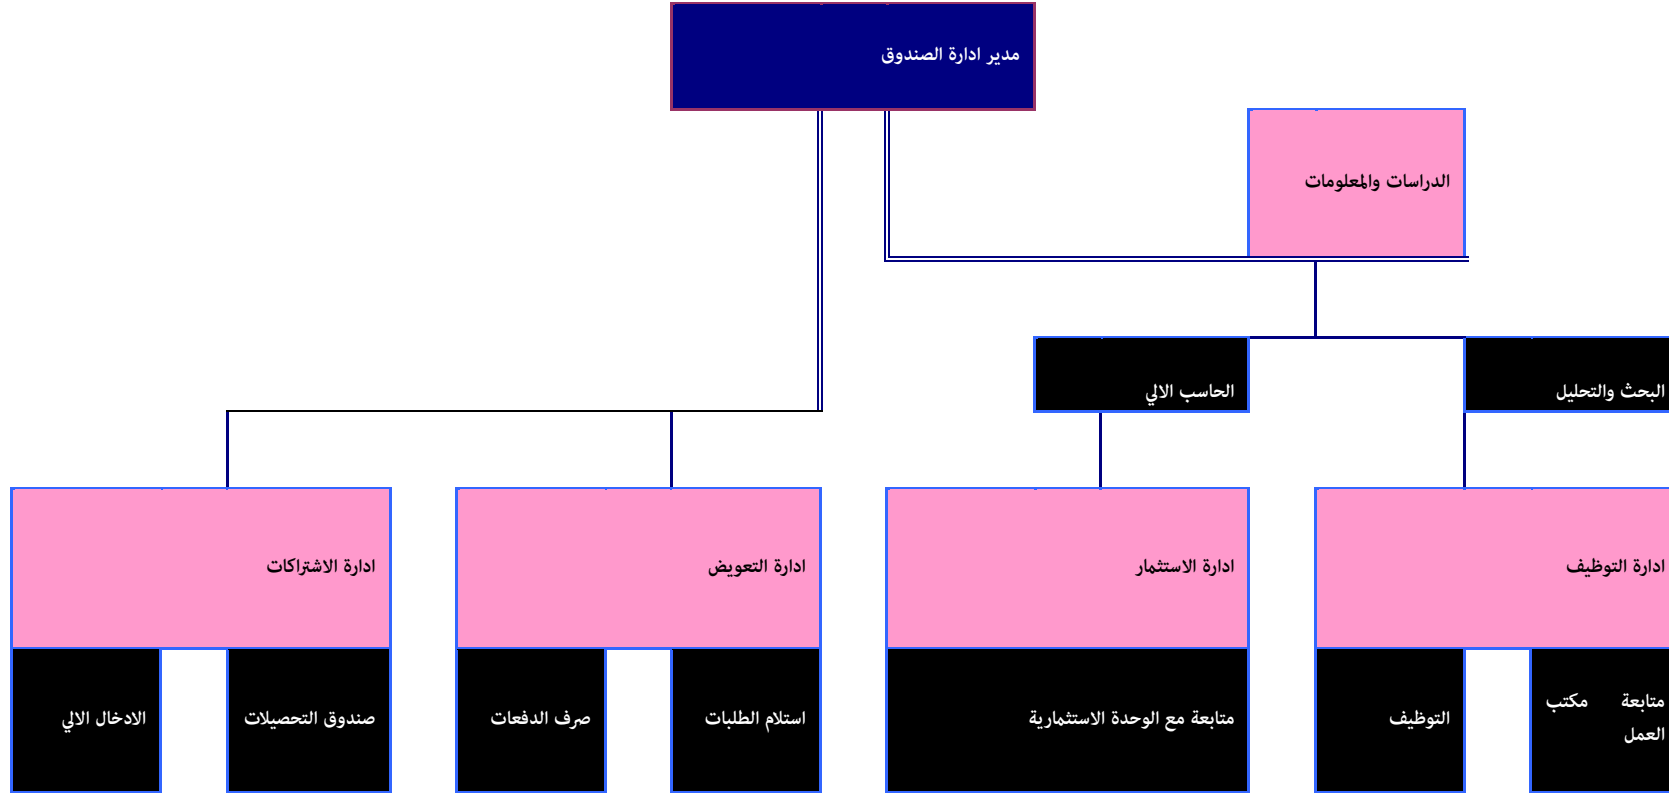 مدير ادارة الصندوق
الدراسات والمعلومات
البحث والتحليل
الحاسب الالي
ادارة التوظيف
ادارة الاستثمار
ادارة التعويض
ادارة الاشتراكات
متابعة مكتب
العمل
التوظيف
متابعة مع الوحدة الاستثمارية
استلام الطلبات
صرف الدفعات
صندوق التحصيلات
الادخال الالي